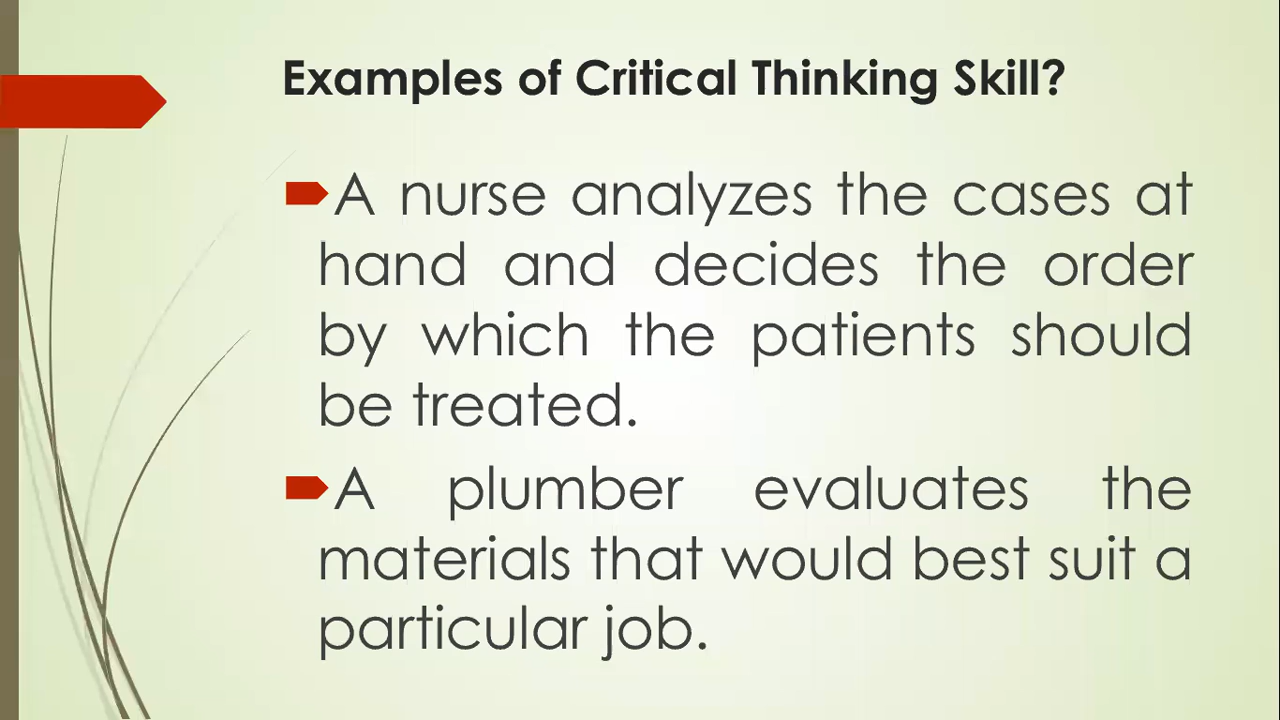 Examples of Critical Thinking Skill?
A nurse analyzes the cases at
hand and decides the order
by which the patients should
be treated.
A plumber evaluates the
materials that would best suit a
particular job.